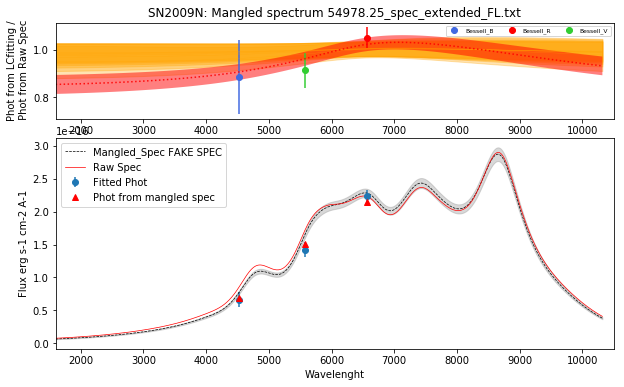 SN2009N: Mangled spectrum 54978.25_spec_extended_FL.txt
Phot from LCfitting /
Phot from Raw Spec
1.0
0.8
Bessell_B
Bessell_R
Bessell_V
2000 3000 4000 5000 6000 7000 8000 9000 10000
1e−16
Flux erg s-1 cm-2 A-1
3.0
2.5
2.0
1.5
1.0
0.5
0.0
Mangled_Spec FAKE SPEC
Raw Spec
Fitted Phot
Phot from mangled spec
2000 3000 4000 5000 6000 7000 8000 9000 10000
Wavelenght